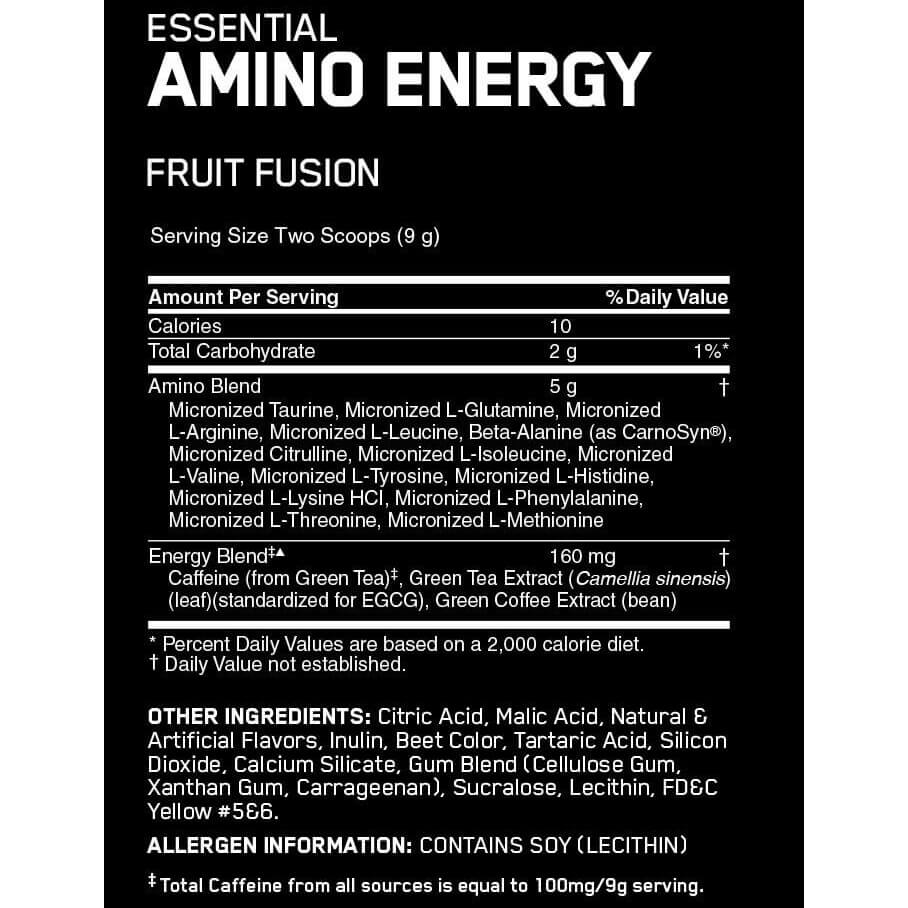 ESSENTIAL
AMINO ENERGY
FRUIT FUSION
Serving Size Two Scoops (9 g)
Amount Per Serving %Daily Value
Calories 10
Total Carbohydrate 2 g 1%*
Amino Blend 5 g †
Micronized Taurine, Micronized L-Glutamine, Micronized
L-Arginine, Micronized L-Leucine, Beta-Alanine (as CarnoSyn®),
Micronized Citrulline, Micronized L-Isoleucine, Micronized
L-Valine, Micronized L-Tyrosine, Micronized L-Histidine,
Micronized L-Lysine HCl, Micronized L-Phenylalanine,
Micronized L-Threonine, Micronized L-Methionine
Energy Blend‡▲ 160 mg †
Caffeine (from Green Tea)‡, Green Tea Extract (Camellia sinensis)
(leaf)(standardized for EGCG), Green Coffee Extract (bean)
* Percent Daily Values are based on a 2,000 calorie diet.
† Daily Value not established.
OTHER INGREDIENTS: Citric Acid, Malic Acid, Natural &
Artificial Flavors, Inulin, Beet Color, Tartaric Acid, Silicon
Dioxide, Calcium Silicate, Gum Blend (Cellulose Gum,
Xanthan Gum, Carrageenan), Sucralose, Lecithin, FD&C
Yellow #5&6.
ALLERGEN INFORMATION: CONTAINS SOY (LECITHIN)
‡Total Caffeine from all sources is equal to 100mg/9g serving.